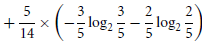 + 5/14 × (−3/5 log₂ 3/5 − 2/5 log₂ 2/5)